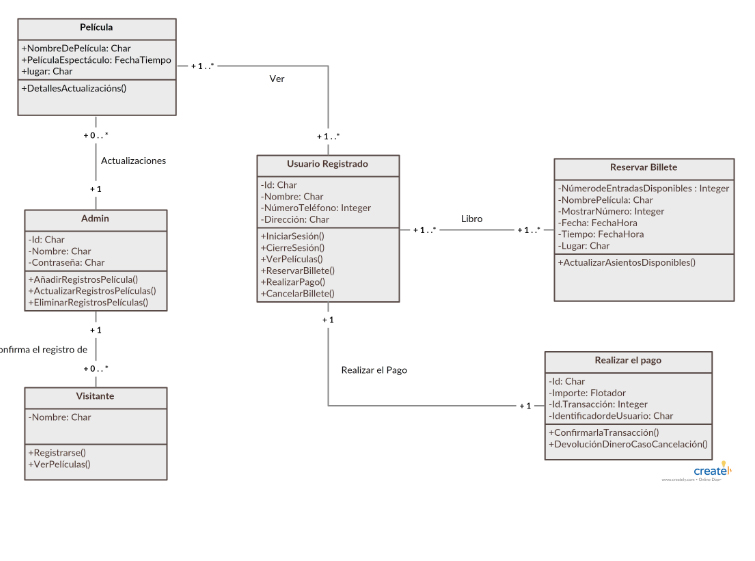 Película
+NombreDePelícula: Char
+PelículaEspectáculo: FechaTiempo
+lugar: Char
+DetallesActualizacións()
+ 1 . . *
Ver
+ 0 . . *
Actualizaciones
+ 1
+ 1 . . *
Usuario Registrado
-Id: Char
-Nombre: Char
-NúmeroTeléfono: Integer
-Dirección: Char
+IniciarSesión()
+CierreSesión()
+VerPelículas()
+ReservarBillete()
+RealizarPago()
+CancelarBillete()
+ 1 . . *
Libro
+ 1 . . *
Reservar Billete
-NúmerodeEntradasDisponibles : Integer
-NombrePelícula: Char
-MostrarNúmero: Integer
-Fecha: FechaHora
-Tiempo: FechaHora
-Lugar: Char
+ActualizarAsientosDisponibles()
Admin
-Id: Char
-Nombre: Char
-Contraseña: Char
+AñadirRegistrosPelícula()
+ActualizarRegistrosPelículas()
+EliminarRegistrosPelículas()
+ 1
onfirma el registro de
+ 0 . . *
Visitante
-Nombre: Char
+Registrarse()
+VerPelículas()
+ 1
Realizar el Pago
+ 1
Realizar el pago
-Id: Char
-Importe: Flotador
-Id.Transacción: Integer
-IdentificadordeUsuario: Char
+ConfirmarlaTransacción()
+DevoluciónDineroCasoCancelación()
create